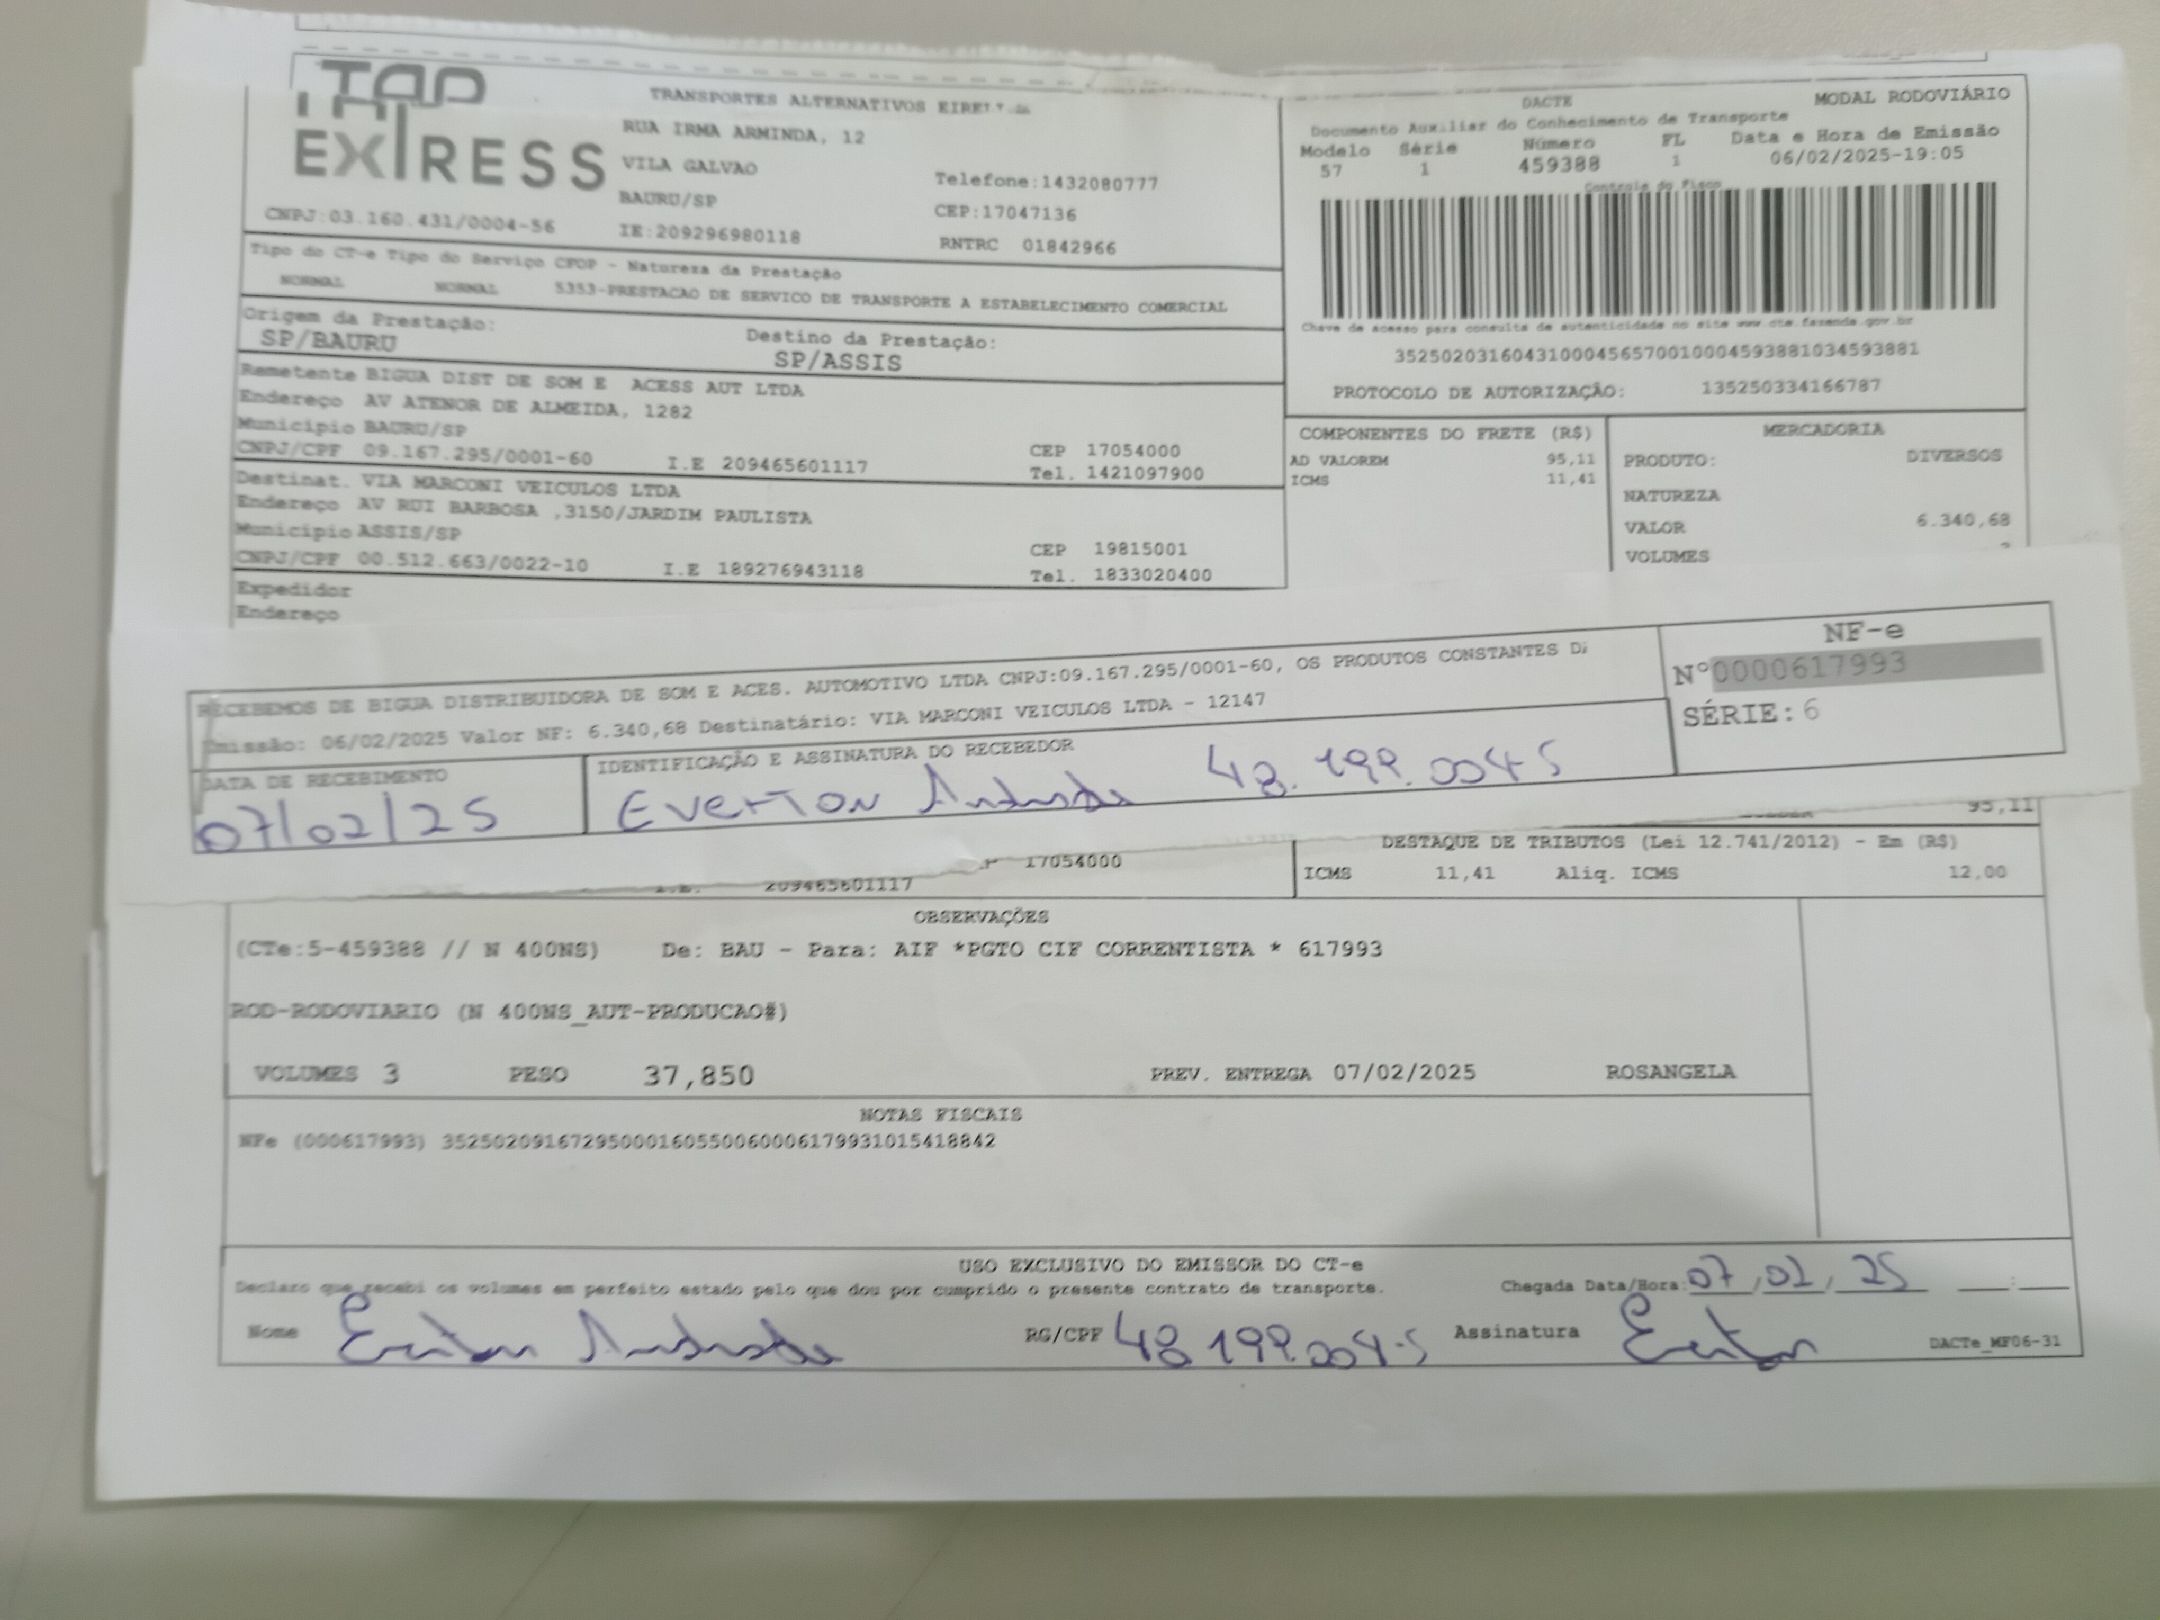 TAP
EXPRESS
TRANSPORTES ALTERNATIVOS
RUA IRMA ARMINDA, 12
VILA GALVAO
Telefone:1432080777
BAURU/SP
CEP:17047136
CNPJ:03.160.431/0004-56
IE:209296980118
RNTRC 01842966
DACTE
MODAL RODOVIÁRIO
Documento Auxiliar do Conhecimento de Transporte
Modelo Série Número FL Data e Hora de Emissão
57 1 459388 1 06/02/2025-19:05
Controle do Fisco
Chave de acesso para consulta de autenticidade no site www.cte.fazenda.gov.br
35250203160431000456570010004593881034593881
PROTOCOLO DE AUTORIZAÇÃO: 135250334166787
Tipo do CT-e Tipo do Serviço CFOP - Natureza da Prestação
NORMAL NORMAL 5353-PRESTACAO DE SERVICO DE TRANSPORTE A ESTABELECIMENTO COMERCIAL
Origem da Prestação: Destino da Prestação:
SP/BAURU SP/ASSIS
Remetente BIGUA DIST DE SOM E ACESS AUT LTDA
Endereço AV ATENOR DE ALMEIDA, 1282
Município BAURU/SP CEP 17054000
CNPJ/CPF 09.167.295/0001-60 I.E 209465601117 Tel. 1421097900
Destinat. VIA MARCONI VEICULOS LTDA
Endereço AV RUI BARBOSA ,3150/JARDIM PAULISTA
Município ASSIS/SP CEP 19815001
CNPJ/CPF 00.512.663/0022-10 I.E 189276943118 Tel. 1833020400
Expedidor
Endereço
COMPONENTES DO FRETE (R$)
AD VALOREM 95,11
ICMS 11,41
MERCADORIA
PRODUTO: DIVERSOS
NATUREZA
VALOR 6.340,68
VOLUMES
RECEBEMOS DE BIGUA DISTRIBUIDORA DE SOM E ACES. AUTOMOTIVO LTDA CNPJ:09.167.295/0001-60, OS PRODUTOS CONSTANTES
Emissão: 06/02/2025 Valor NF: 6.340,68 Destinatário: VIA MARCONI VEICULOS LTDA - 12147
NF-e
Nº0000617993
SÉRIE: 6
DATA DE RECEBIMENTO
07/02/25
IDENTIFICAÇÃO E ASSINATURA DO RECEBEDOR
Everton Andrade 48.199.004-5
95,11
17054000
209465601117
DESTAQUE DE TRIBUTOS (Lei 12.741/2012) - Em (R$)
ICMS 11,41 Aliq. ICMS 12,00
OBSERVAÇÕES
(CTe:5-459388 // N 400NS) De: BAU - Para: AIF *PGTO CIF CORRENTISTA * 617993
ROD-RODOVIARIO (N 400NS_AUT-PRODUCAO#)
VOLUMES 3 PESO 37,850 PREV. ENTREGA 07/02/2025 ROSANGELA
NOTAS FISCAIS
NFe (000617993) 35250209167295000160550060006179931015418842
USO EXCLUSIVO DO EMISSOR DO CT-e
Declaro que recebi os volumes em perfeito estado pelo que dou por cumprido o presente contrato de transporte. Chegada Data/Hora: 07/02/25 __:__
Nome Everton Andrade RG/CPF 48 199.004-5 Assinatura Everton DACTe_MF06-31